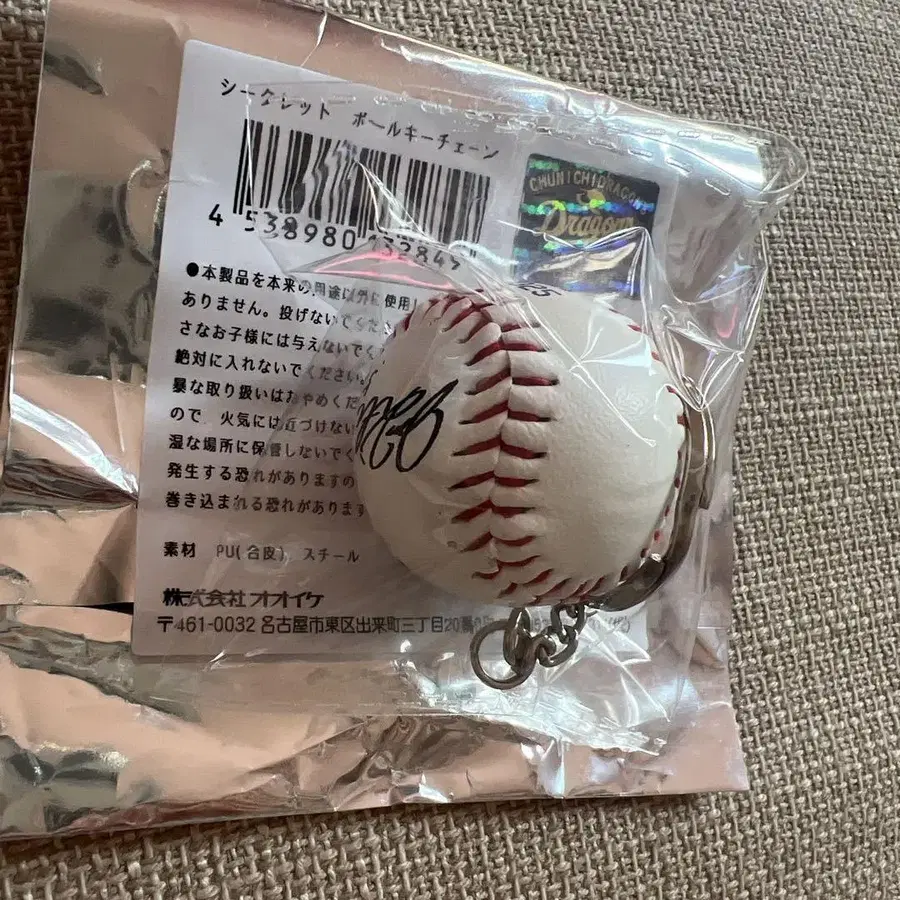 シークレット ボールキーチェーン
CHUNICHI DRAGONS
Dragons
4 538980
●本製品を本来の用途以外に使用し
ありません。投げないでくださ
さなお子様には与えないでく
絶対に入れないでください。
暴な取り扱いはおやめくだ
ので、火気には近づけない
湿な場所に保管しないでく
発生する恐れがありますの
巻き込まれる恐れがあります
素材 PU(合皮) スチール
株式会社オオイケ
〒461-0032 名古屋市東区出来町三丁目20番